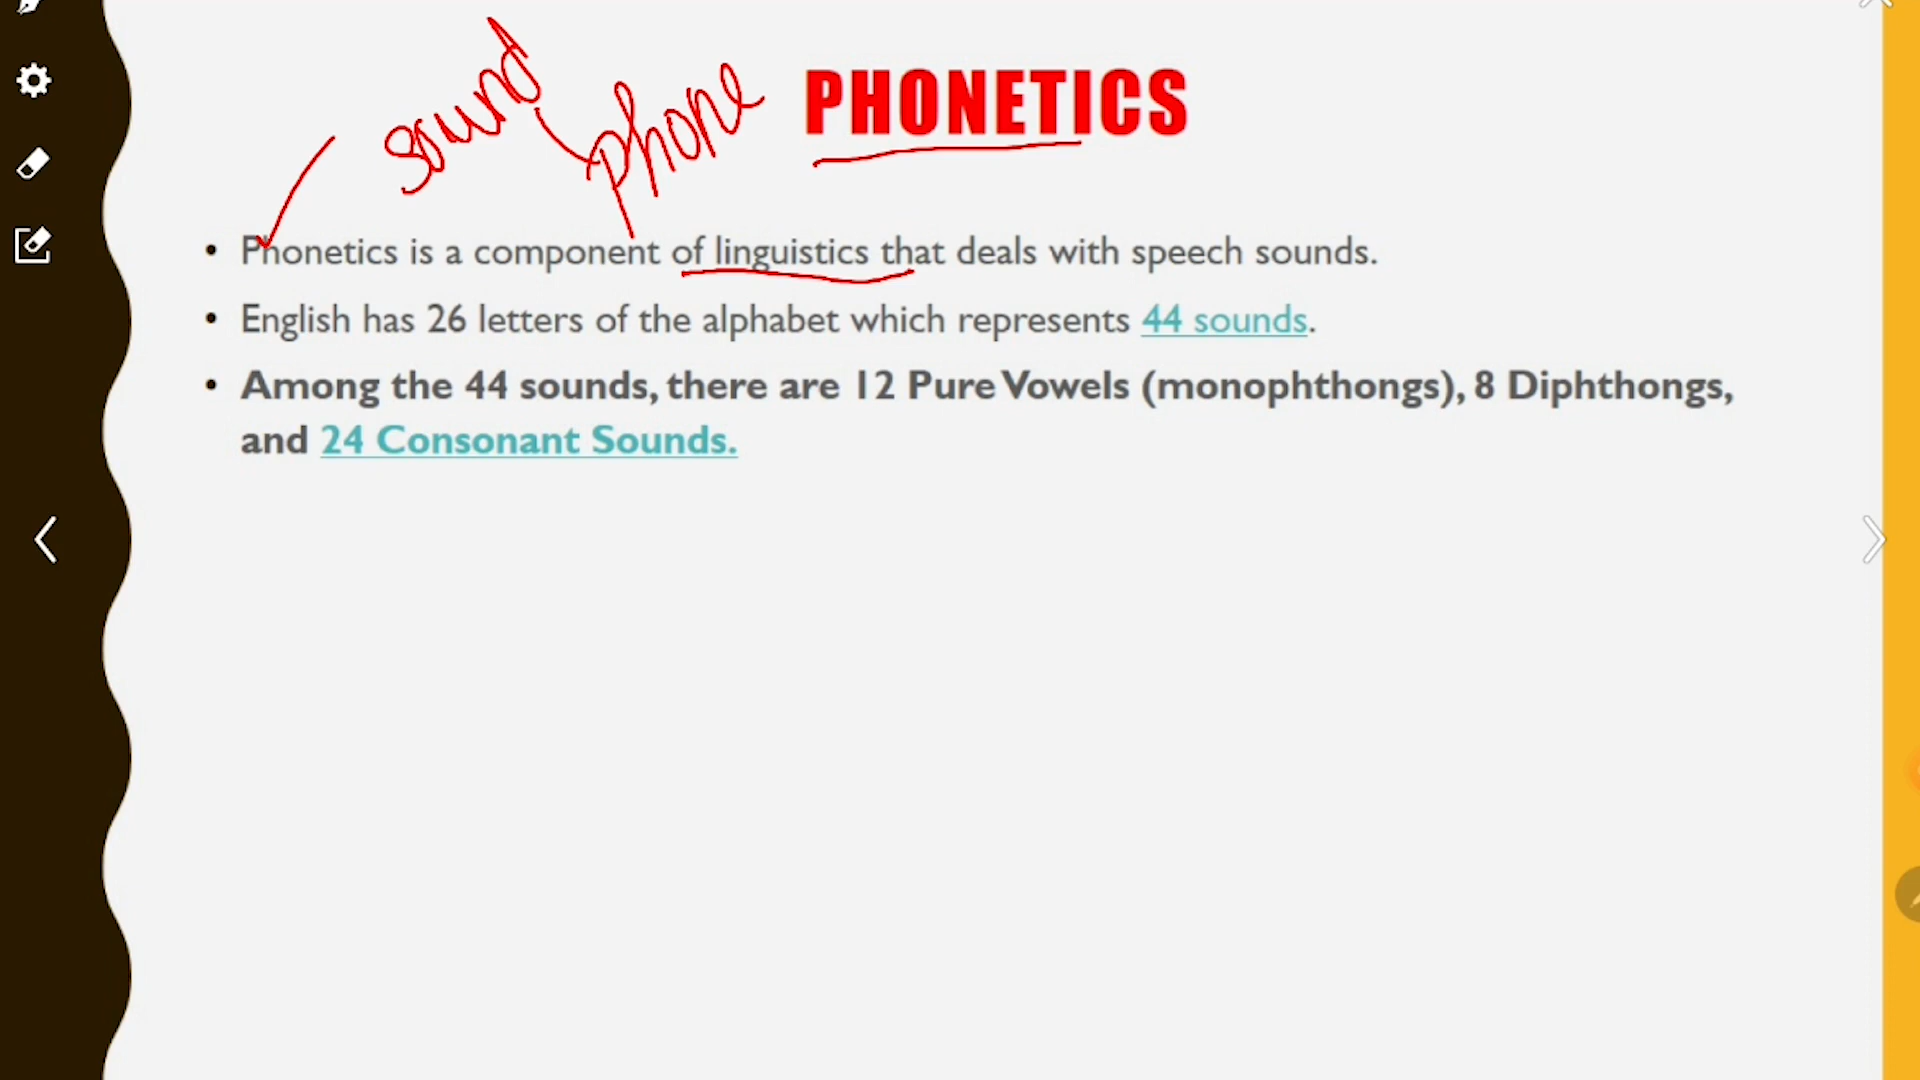 sound
phone
PHONETICS
• Phonetics is a component of linguistics that deals with speech sounds.
• English has 26 letters of the alphabet which represents 44 sounds.
• Among the 44 sounds, there are 12 Pure Vowels (monophthongs), 8 Diphthongs,
and 24 Consonant Sounds.